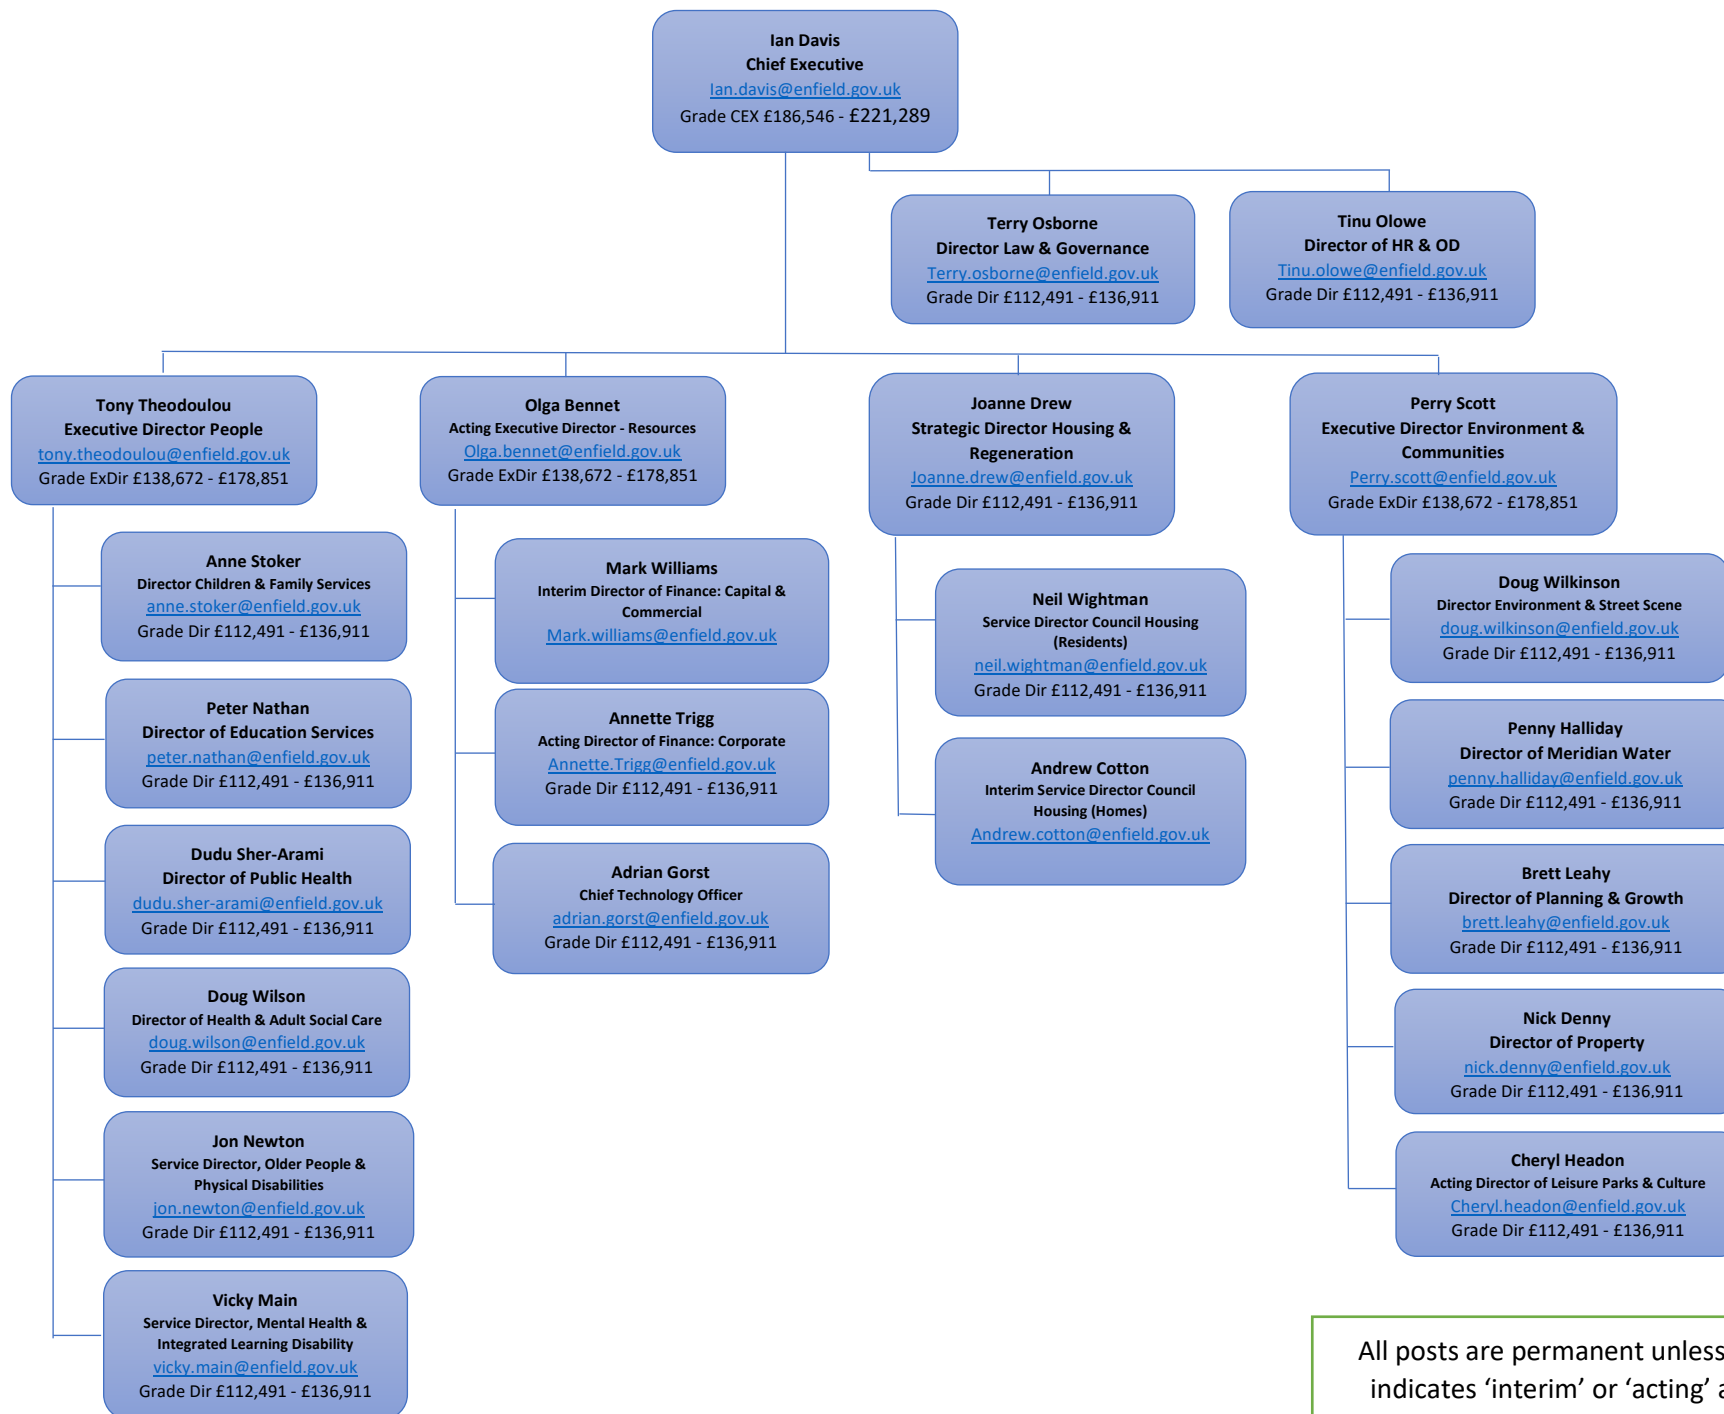 Ian Davis
Chief Executive
Ian.davis@enfield.gov.uk
Grade CEX £186,546 - £221,289
Terry Osborne
Director Law & Governance
Terry.osborne@enfield.gov.uk
Grade Dir £112,491 - £136,911
Tinu Olowe
Director of HR & OD
Tinu.olowe@enfield.gov.uk
Grade Dir £112,491 - £136,911
Tony Theodoulou
Executive Director People
tony.theodoulou@enfield.gov.uk
Grade ExDir £138,672 - £178,851
Olga Bennet
Acting Executive Director - Resources
Olga.bennet@enfield.gov.uk
Grade ExDir £138,672 - £178,851
Joanne Drew
Strategic Director Housing &
Regeneration
Joanne.drew@enfield.gov.uk
Grade Dir £112,491 - £136,911
Perry Scott
Executive Director Environment &
Communities
Perry.scott@enfield.gov.uk
Grade ExDir £138,672 - £178,851
Anne Stoker
Director Children & Family Services
anne.stoker@enfield.gov.uk
Grade Dir £112,491 - £136,911
Peter Nathan
Director of Education Services
peter.nathan@enfield.gov.uk
Grade Dir £112,491 - £136,911
Dudu Sher-Arami
Director of Public Health
dudu.sher-arami@enfield.gov.uk
Grade Dir £112,491 - £136,911
Doug Wilson
Director of Health & Adult Social Care
doug.wilson@enfield.gov.uk
Grade Dir £112,491 - £136,911
Jon Newton
Service Director, Older People &
Physical Disabilities
jon.newton@enfield.gov.uk
Grade Dir £112,491 - £136,911
Vicky Main
Service Director, Mental Health &
Integrated Learning Disability
vicky.main@enfield.gov.uk
Grade Dir £112,491 - £136,911
Mark Williams
Interim Director of Finance: Capital &
Commercial
Mark.williams@enfield.gov.uk
Annette Trigg
Acting Director of Finance: Corporate
Annette.Trigg@enfield.gov.uk
Grade Dir £112,491 - £136,911
Adrian Gorst
Chief Technology Officer
adrian.gorst@enfield.gov.uk
Grade Dir £112,491 - £136,911
Neil Wightman
Service Director Council Housing
(Residents)
neil.wightman@enfield.gov.uk
Grade Dir £112,491 - £136,911
Andrew Cotton
Interim Service Director Council
Housing (Homes)
Andrew.cotton@enfield.gov.uk
Doug Wilkinson
Director Environment & Street Scene
doug.wilkinson@enfield.gov.uk
Grade Dir £112,491 - £136,911
Penny Halliday
Director of Meridian Water
penny.halliday@enfield.gov.uk
Grade Dir £112,491 - £136,911
Brett Leahy
Director of Planning & Growth
brett.leahy@enfield.gov.uk
Grade Dir £112,491 - £136,911
Nick Denny
Director of Property
nick.denny@enfield.gov.uk
Grade Dir £112,491 - £136,911
Cheryl Headon
Acting Director of Leisure Parks & Culture
Cheryl.headon@enfield.gov.uk
Grade Dir £112,491 - £136,911
All posts are permanent unless
indicates ‘interim’ or ‘acting’